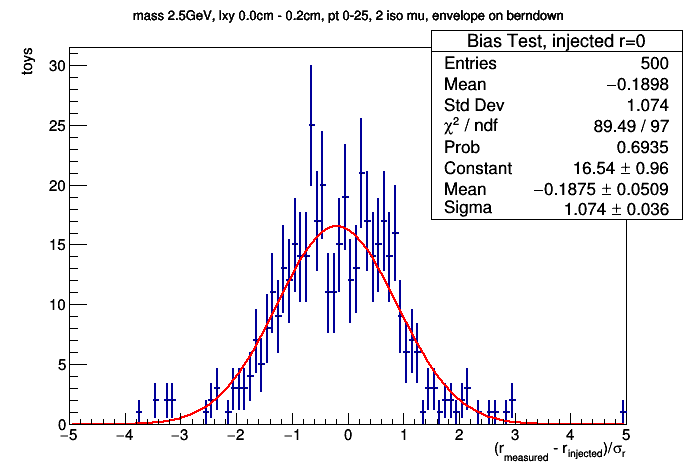 mass 2.5GeV, lxy 0.0cm - 0.2cm, pt 0-25, 2 iso mu, envelope on berndown
Bias Test, injected r=0
Entries 500
Mean −0.1898
Std Dev 1.074
χ² / ndf 89.49 / 97
Prob 0.6935
Constant 16.54 ± 0.96
Mean −0.1875 ± 0.0509
Sigma 1.074 ± 0.036
toys
30
25
20
15
10
5
0
−5 −4 −3 −2 −1 0 1 2 3 4 5
(r_measured - r_injected)/σ_r